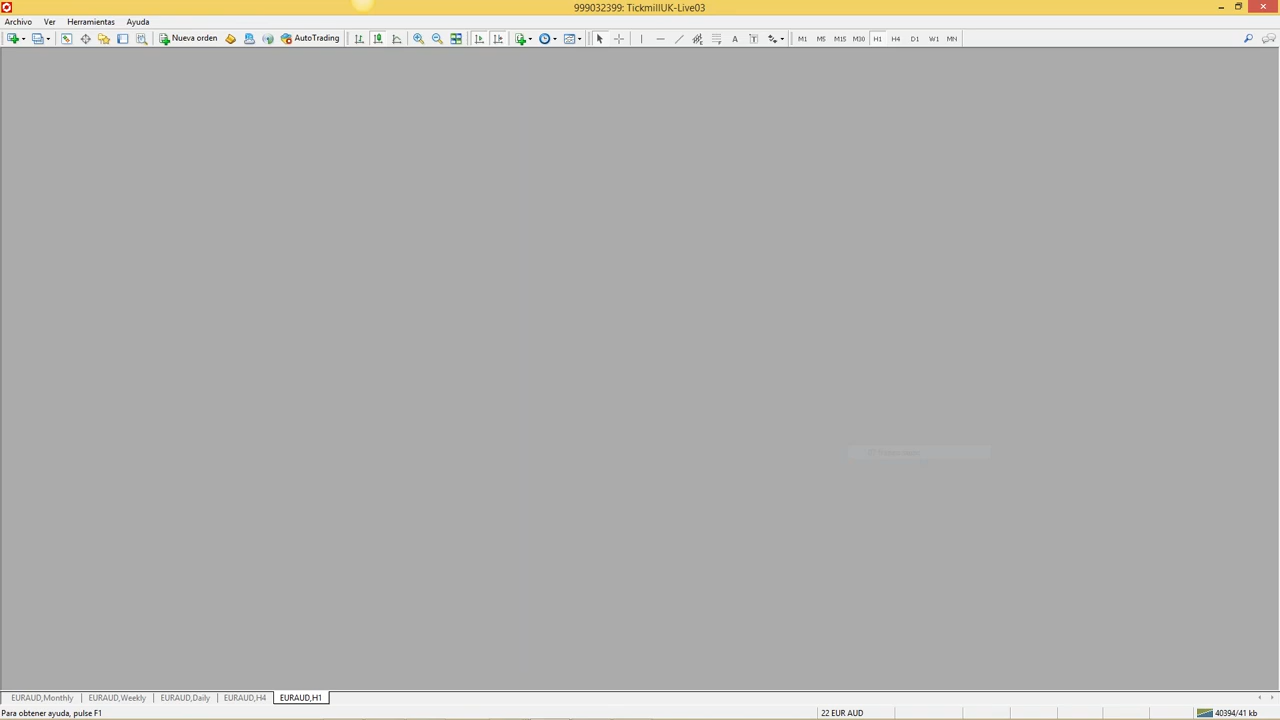 999032399: TickmillUK-Live03
Archivo Ver Herramientas Ayuda
Nueva orden AutoTrading A T M1 M5 M15 M30 H1 H4 D1 W1 MN
EURAUD,Monthly EURAUD,Weekly EURAUD,Daily EURAUD,H4 EURAUD,H1
Para obtener ayuda, pulse F1 22 EUR AUD 40394/41 kb